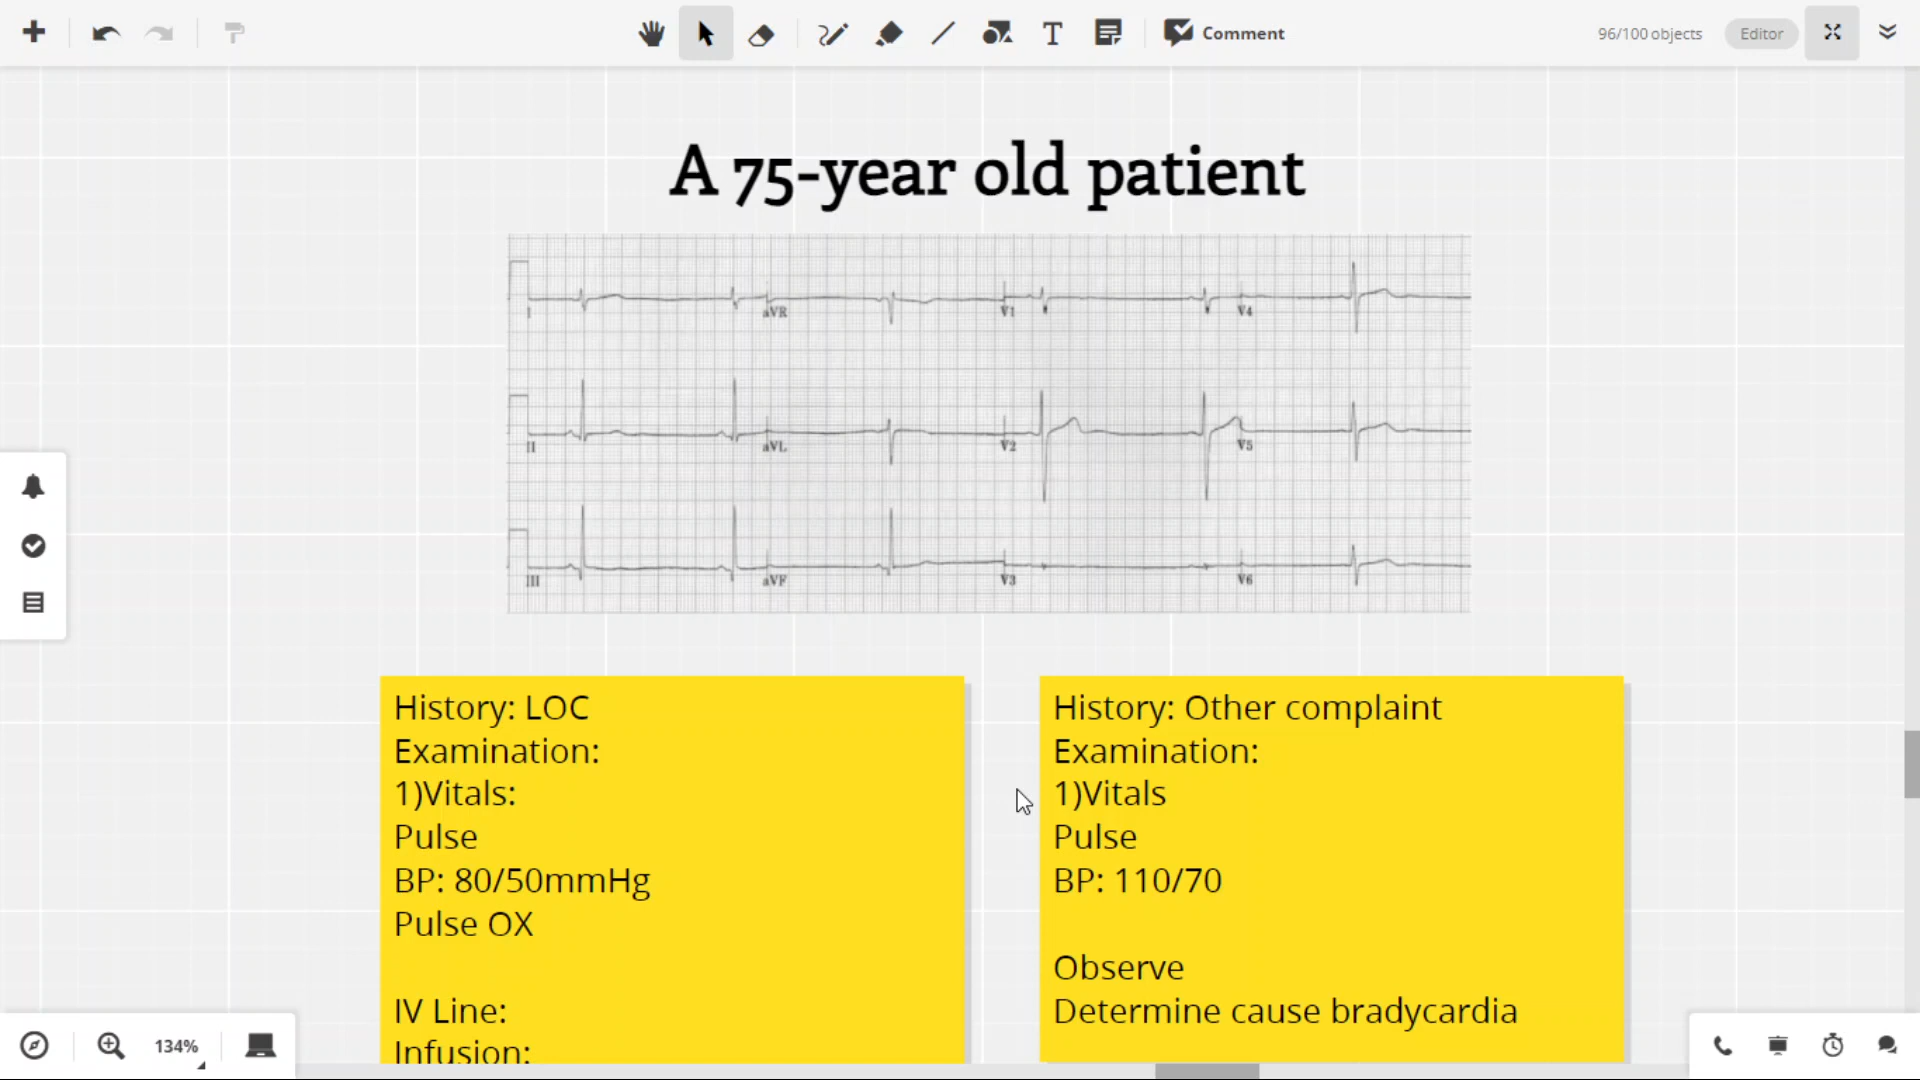 Comment
96/100 objects
Editor
A 75-year old patient
I
aVR
V1
V4
II
aVL
V2
V5
III
aVF
V3
V6
History: LOC
Examination:
1)Vitals:
Pulse
BP: 80/50mmHg
Pulse OX
IV Line:
Infusion:
History: Other complaint
Examination:
1)Vitals
Pulse
BP: 110/70
Observe
Determine cause bradycardia
134%